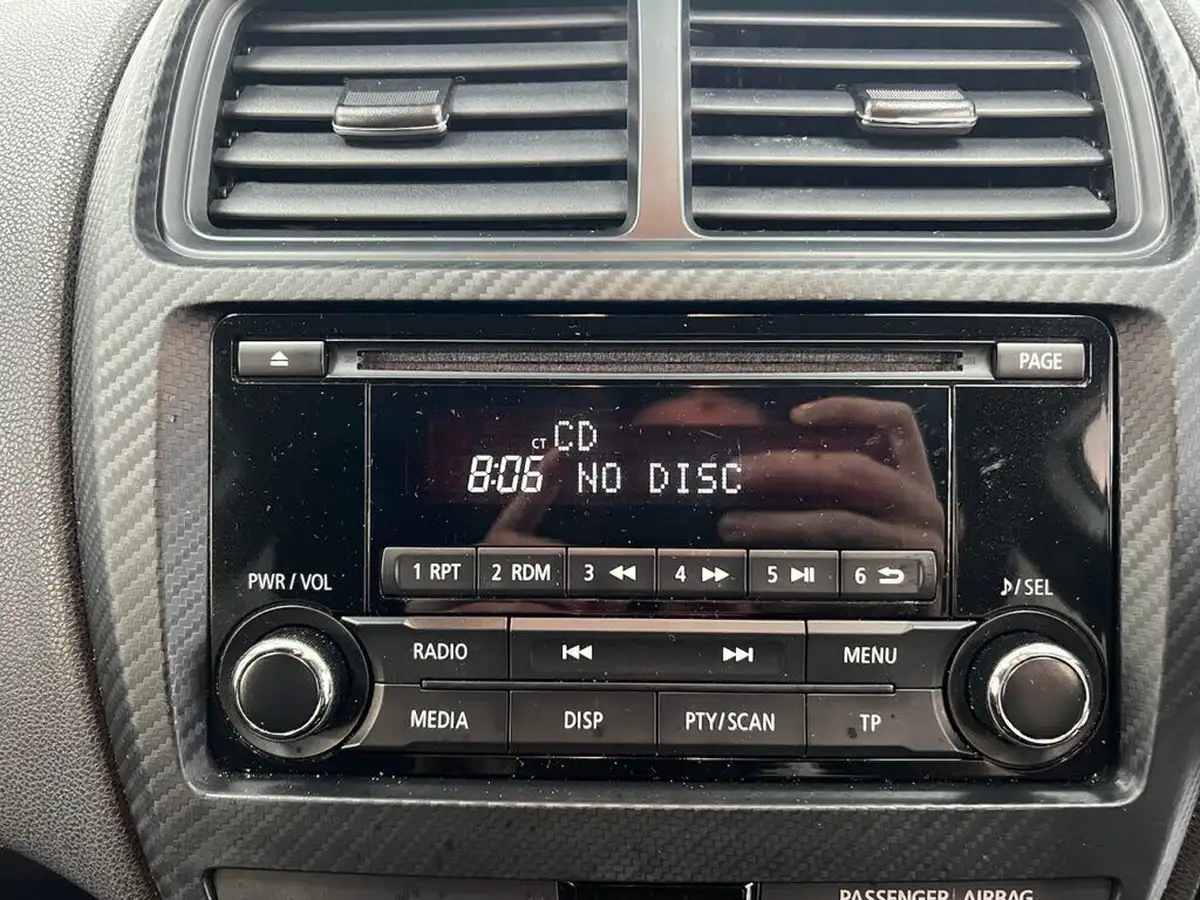 PAGE
CT CD
8:06 NO DISC
1 RPT 2 RDM 3 4 5 6
PWR/VOL
♪/SEL
RADIO MENU
MEDIA DISP PTY/SCAN TP
PASSENGER AIRBAG